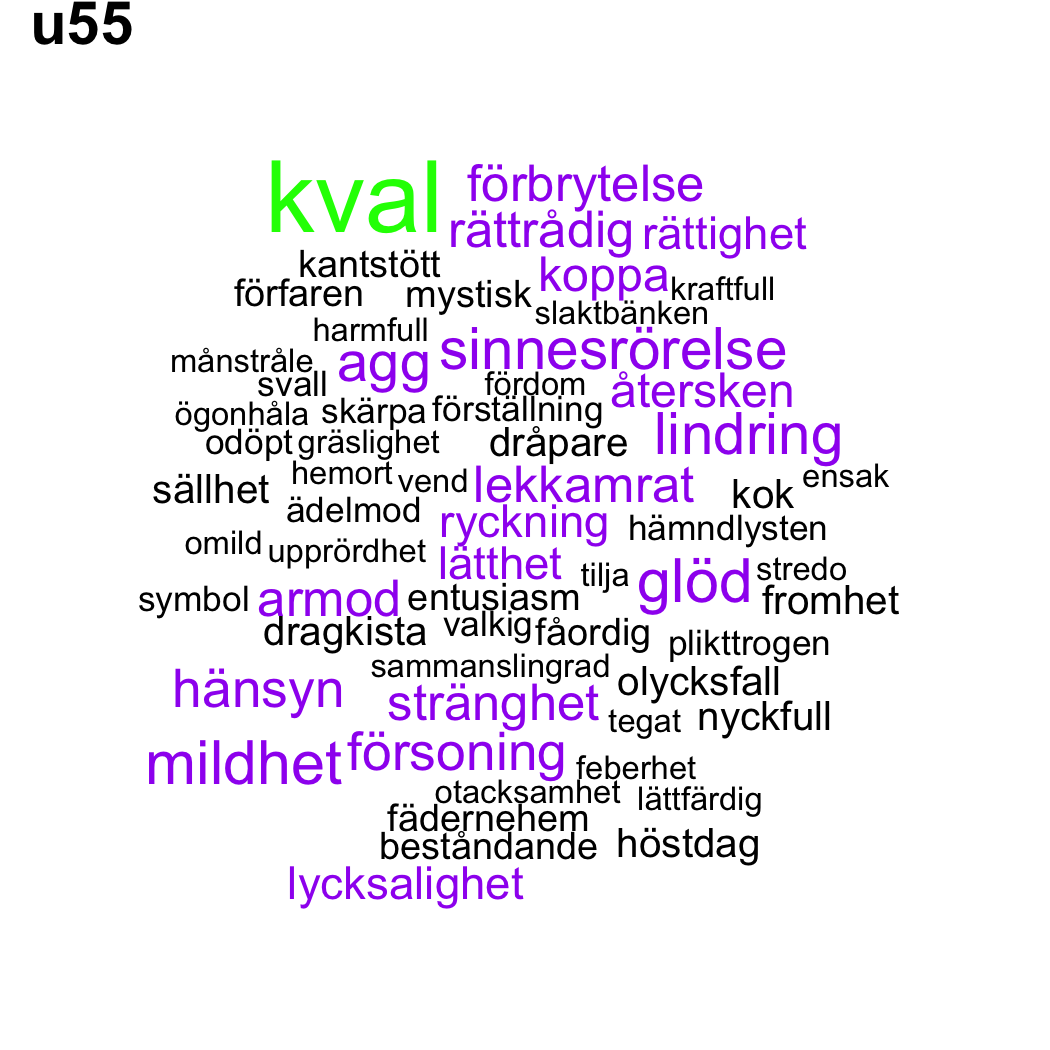 u55
kval förbrytelse
rättrådig rättighet
kantstött koppa kraftfull
förfaren mystisk
slaktbänken
harmfull sinnesrörelse
månstråle agg
svall fördom återsken
ögonhåla skärpa förställning
odöpt gräslighet dråpare lindring
hemort vend lekkamrat ensak
sällhet kok
ädelmod ryckning hämndlysten
omild upprördhet lätthet
tilja glöd stredo
symbol armod entusiasm fromhet
dragkista valkig fåordig plikttrogen
sammanslingrad olycksfall
hänsyn stränghet tegat nyckfull
mildhet försoning feberhet
otacksamhet lättfärdig
fädernehem
beståndande höstdag
lycksalighet